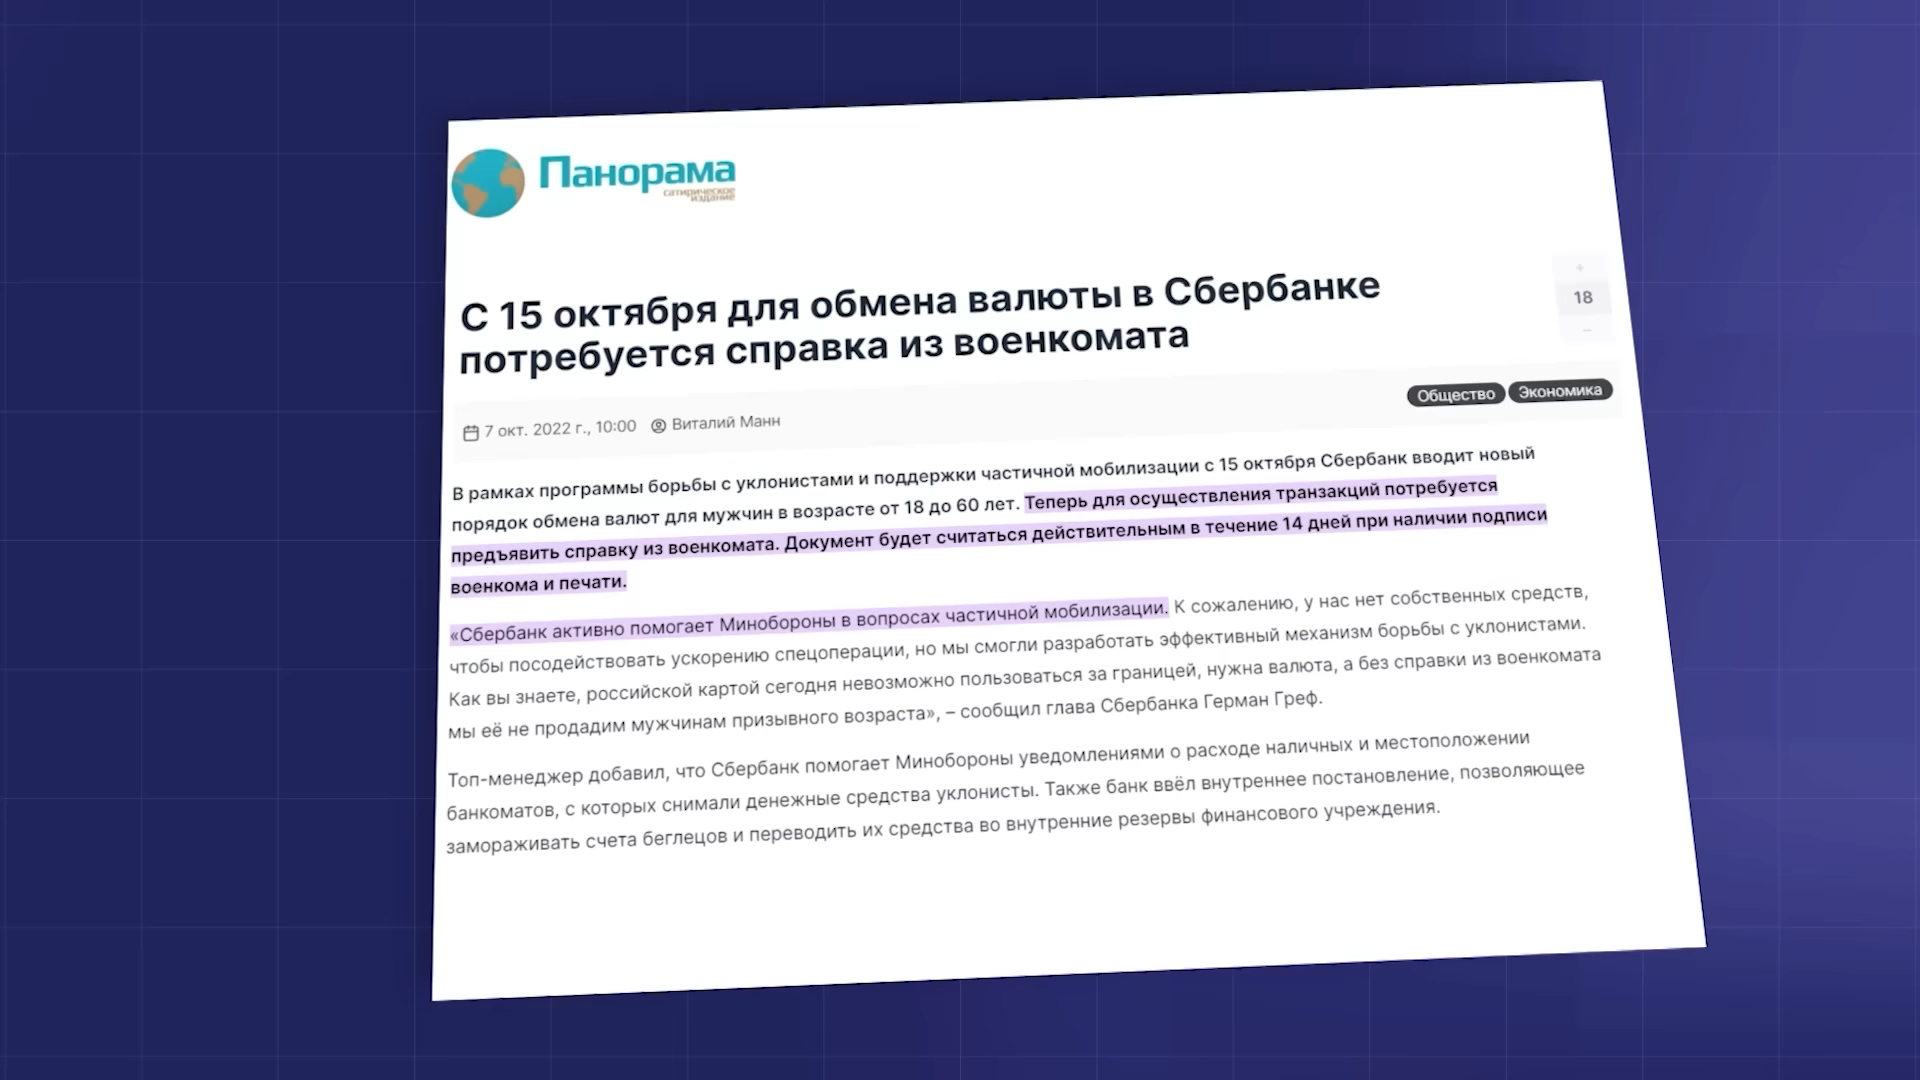 Панорама
сатирическое
издание
С 15 октября для обмена валюты в Сбербанке
потребуется справка из военкомата
+
18
–
7 окт. 2022 г., 10:00 Виталий Манн
Общество Экономика
В рамках программы борьбы с уклонистами и поддержки частичной мобилизации с 15 октября Сбербанк вводит новый
порядок обмена валют для мужчин в возрасте от 18 до 60 лет. Теперь для осуществления транзакций потребуется
предъявить справку из военкомата. Документ будет считаться действительным в течение 14 дней при наличии подписи
военкома и печати.
«Сбербанк активно помогает Минобороны в вопросах частичной мобилизации. К сожалению, у нас нет собственных средств,
чтобы посодействовать ускорению спецоперации, но мы смогли разработать эффективный механизм борьбы с уклонистами.
Как вы знаете, российской картой сегодня невозможно пользоваться за границей, нужна валюта, а без справки из военкомата
мы её не продадим мужчинам призывного возраста», – сообщил глава Сбербанка Герман Греф.
Топ-менеджер добавил, что Сбербанк помогает Минобороны уведомлениями о расходе наличных и местоположении
банкоматов, с которых снимали денежные средства уклонисты. Также банк ввёл внутреннее постановление, позволяющее
замораживать счета беглецов и переводить их средства во внутренние резервы финансового учреждения.